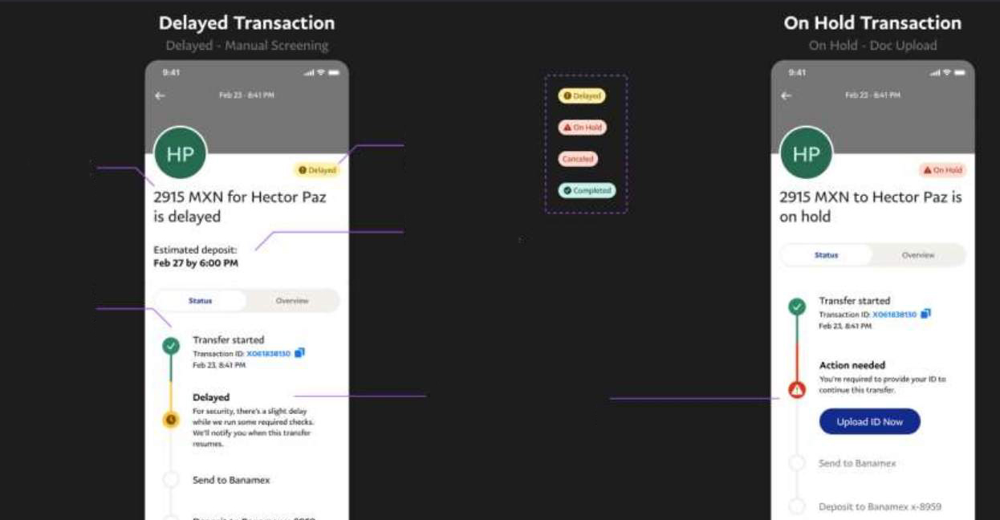 Delayed Transaction
Delayed - Manual Screening
9:41
Feb 23 - 8:41 PM
HP
Delayed
2915 MXN for Hector Paz
is delayed
Estimated deposit:
Feb 27 by 6:00 PM
Status
Overview
Transfer started
Transaction ID: X061838130
Feb 23, 8:41 PM
Delayed
For security, there's a slight delay
while we run some required checks.
We'll notify you when this transfer
resumes.
Send to Banamex
Delayed
On Hold
Canceled
Completed
On Hold Transaction
On Hold - Doc Upload
9:41
Feb 23 - 8:41 PM
HP
On Hold
2915 MXN to Hector Paz is
on hold
Status
Overview
Transfer started
Transaction ID: X061838130
Feb 23, 8:41 PM
Action needed
You're required to provide your ID to
continue this transfer.
Upload ID Now
Send to Banamex
Deposit to Banamex x-8959